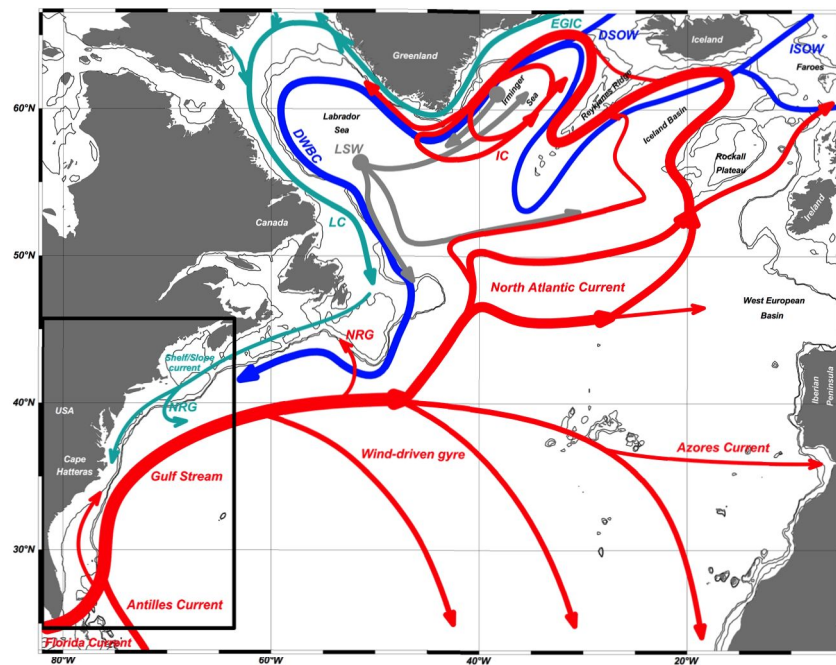 EGIC
DSOW
Iceland
ISOW
Greenland
Faroes
60°N
Irminger
Sea
Reykjanes Ridge
Labrador
Sea
Iceland Basin
DWBC
LSW
IC
Rockall
Plateau
Ireland
Canada
LC
50°N
North Atlantic Current
West European
Basin
NRG
Shelf/Slope
current
Iberian
Peninsula
USA
NRG
40°N
Cape
Hatteras
Gulf Stream
Wind-driven gyre
Azores Current
30°N
Antilles Current
Florida Current
80°W
60°W
40°W
20°W